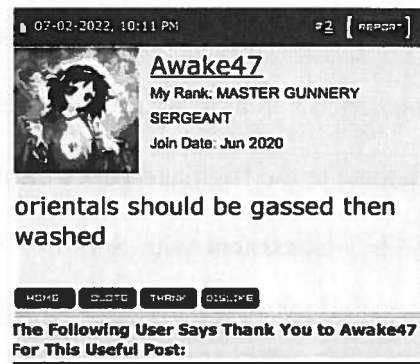 07-02-2022, 10:11 PM #2 [REPORT]
Awake47
My Rank: MASTER GUNNERY
SERGEANT
Join Date: Jun 2020
orientals should be gassed then
washed
HOME QUOTE THANK DISLIKE
The Following User Says Thank You to Awake47
For This Useful Post: